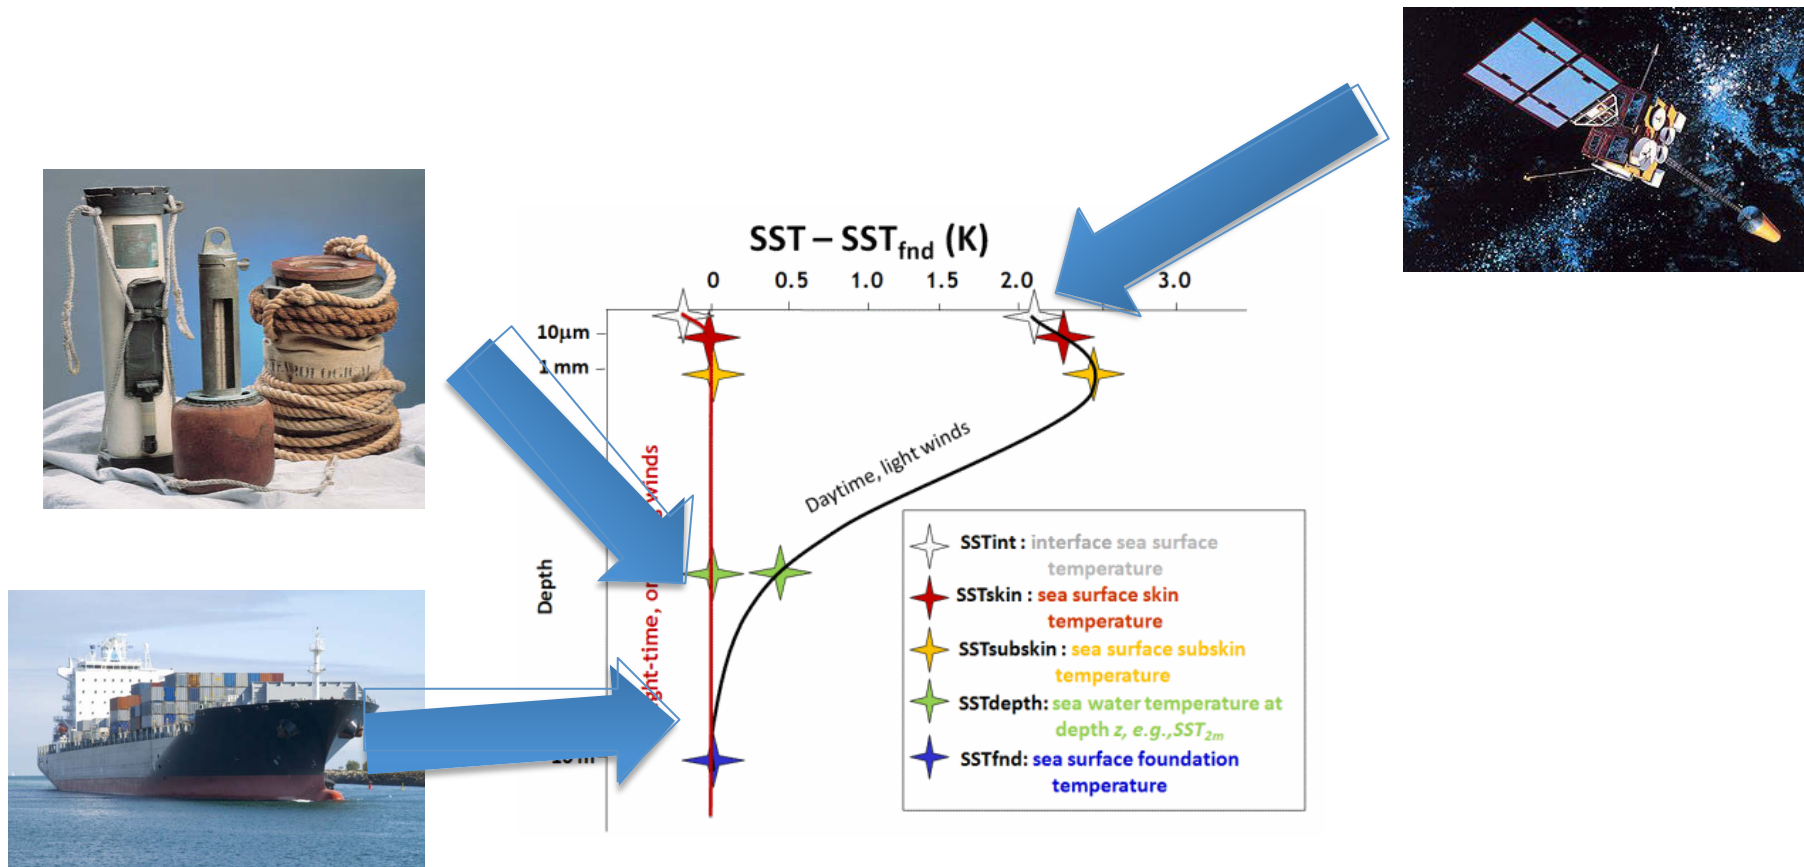 SST – SSTfnd (K)
0 0.5 1.0 1.5 2.0 3.0
10µm
1 mm
Daytime, light winds
winds
Depth
SSTint : interface sea surface
temperature
SSTskin : sea surface skin
temperature
SSTsubskin : sea surface subskin
temperature
SSTdepth: sea water temperature at
depth z, e.g.,SST2m
SSTfnd: sea surface foundation
temperature